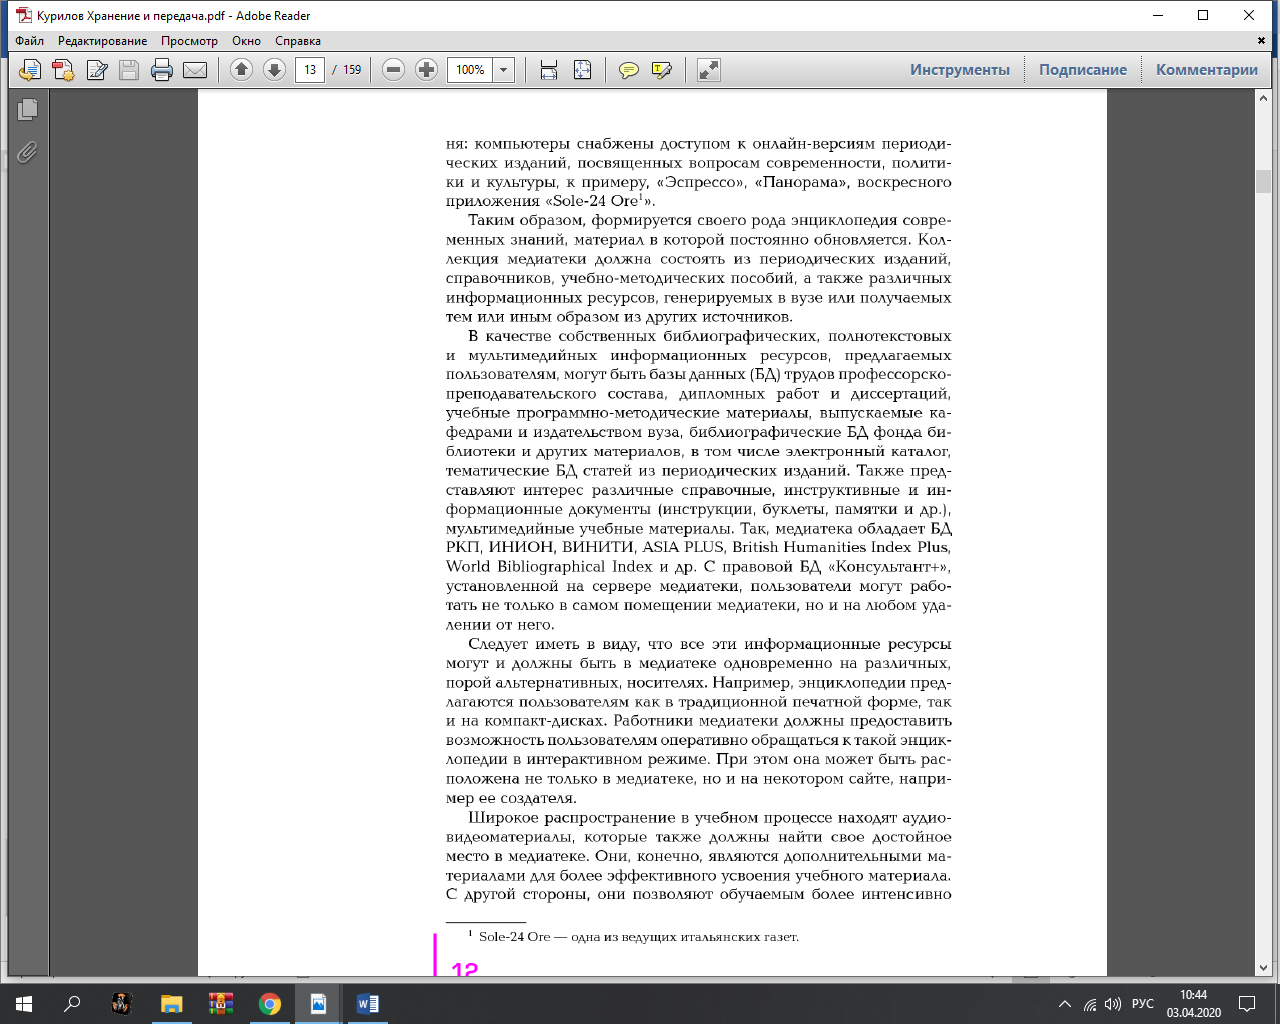 Курилов Хранение и передача.pdf - Adobe Reader
Файл Редактирование Просмотр Окно Справка
13 / 159 100% Инструменты Подписание Комментарии
ня: компьютеры снабжены доступом к онлайн-версиям периоди-
ческих изданий, посвященных вопросам современности, полити-
ки и культуры, к примеру, «Эспрессо», «Панорама», воскресного
приложения «Sole-24 Ore¹».
Таким образом, формируется своего рода энциклопедия совре-
менных знаний, материал в которой постоянно обновляется. Кол-
лекция медиатеки должна состоять из периодических изданий,
справочников, учебно-методических пособий, а также различных
информационных ресурсов, генерируемых в вузе или получаемых
тем или иным образом из других источников.
В качестве собственных библиографических, полнотекстовых
и мультимедийных информационных ресурсов, предлагаемых
пользователям, могут быть базы данных (БД) трудов профессорско-
преподавательского состава, дипломных работ и диссертаций,
учебные программно-методические материалы, выпускаемые ка-
федрами и издательством вуза, библиографические БД фонда би-
блиотеки и других материалов, в том числе электронный каталог,
тематические БД статей из периодических изданий. Также пред-
ставляют интерес различные справочные, инструктивные и ин-
формационные документы (инструкции, буклеты, памятки и др.),
мультимедийные учебные материалы. Так, медиатека обладает БД
РКП, ИНИОН, ВИНИТИ, ASIA PLUS, British Humanities Index Plus,
World Bibliographical Index и др. С правовой БД «Консультант+»,
установленной на сервере медиатеки, пользователи могут рабо-
тать не только в самом помещении медиатеки, но и на любом уда-
лении от него.
Следует иметь в виду, что все эти информационные ресурсы
могут и должны быть в медиатеке одновременно на различных,
порой альтернативных, носителях. Например, энциклопедии пред-
лагаются пользователям как в традиционной печатной форме, так
и на компакт-дисках. Работники медиатеки должны предоставить
возможность пользователям оперативно обращаться к такой энцик-
лопедии в интерактивном режиме. При этом она может быть рас-
положена не только в медиатеке, но и на некотором сайте, напри-
мер ее создателя.
Широкое распространение в учебном процессе находят аудио-
видеоматериалы, которые также должны найти свое достойное
место в медиатеке. Они, конечно, являются дополнительными ма-
териалами для более эффективного усвоения учебного материала.
С другой стороны, они позволяют обучаемым более интенсивно
¹ Sole-24 Ore — одна из ведущих итальянских газет.
12
РУС
10:44
03.04.2020